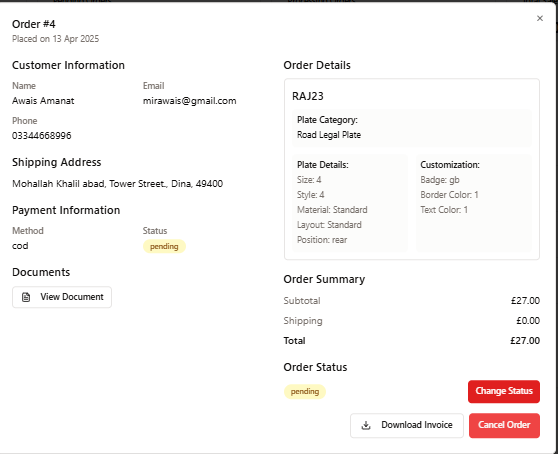 Order #4
Placed on 13 Apr 2025
Customer Information
Name
Email
Awais Amanat
mirawais@gmail.com
Phone
03344668996
Shipping Address
Mohallah Khalil abad, Tower Street., Dina, 49400
Payment Information
Method
Status
cod
pending
Documents
View Document
Order Details
RAJ23
Plate Category:
Road Legal Plate
Plate Details:
Size: 4
Style: 4
Material: Standard
Layout: Standard
Position: rear
Customization:
Badge: gb
Border Color: 1
Text Color: 1
Order Summary
Subtotal £27.00
Shipping £0.00
Total £27.00
Order Status
pending
Change Status
Download Invoice
Cancel Order